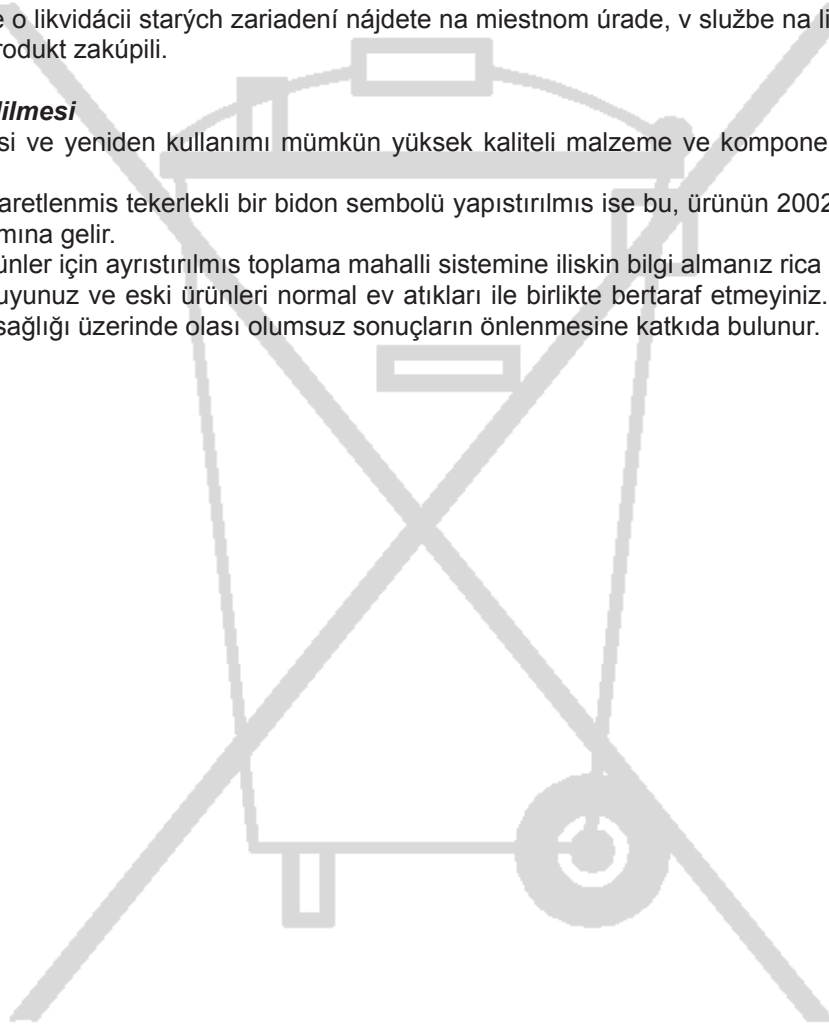 e o likvidácii starých zariadení nájdete na miestnom úrade, v službe na li
rodukt zakúpili.
dilmesi
si ve yeniden kullanımı mümkün yüksek kaliteli malzeme ve kompone
aretlenmis tekerlekli bir bidon sembolü yapıstırılmıs ise bu, ürünün 2002
mına gelir.
ünler için ayrıstırılmıs toplama mahalli sistemine iliskin bilgi almanız rica
uyunuz ve eski ürünleri normal ev atıkları ile birlikte bertaraf etmeyiniz.
sağlığı üzerinde olası olumsuz sonuçların önlenmesine katkıda bulunur.